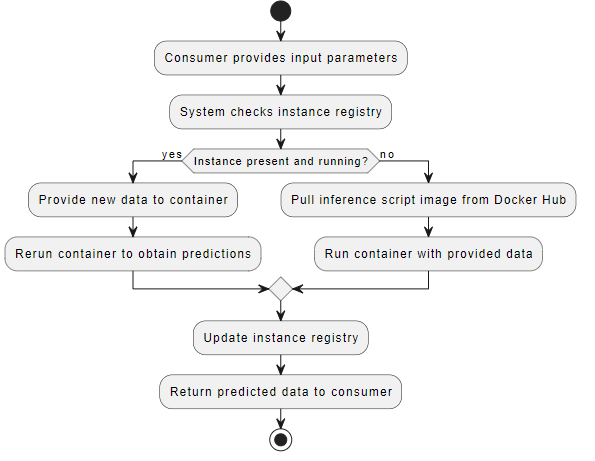 Consumer provides input parameters
System checks instance registry
yes
Instance present and running?
no
Provide new data to container
Pull inference script image from Docker Hub
Rerun container to obtain predictions
Run container with provided data
Update instance registry
Return predicted data to consumer